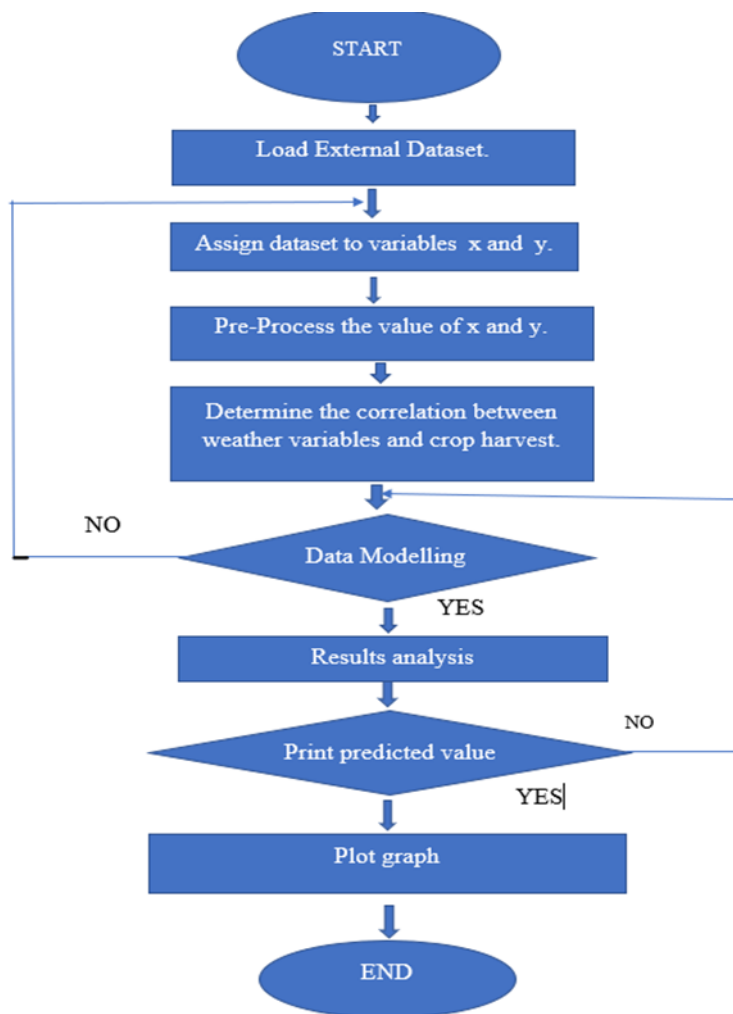 START
Load External Dataset.
Assign dataset to variables x and y.
Pre-Process the value of x and y.
Determine the correlation between
weather variables and crop harvest.
NO
Data Modelling
YES
Results analysis
NO
Print predicted value
YES
Plot graph
END